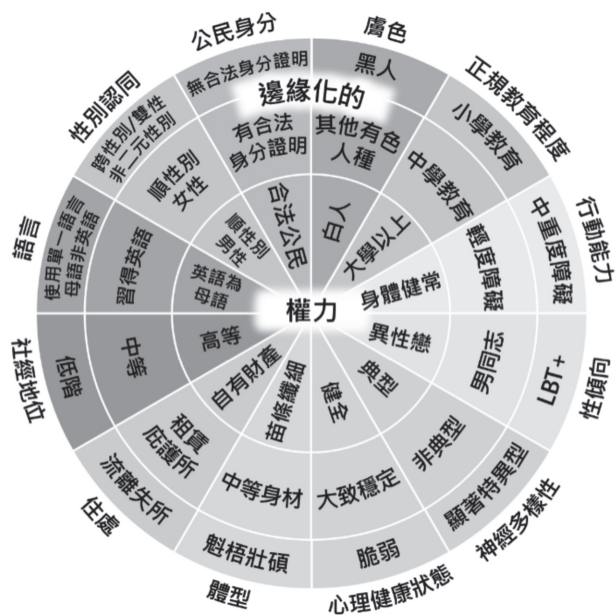 公民身分
膚色
正規教育程度
行動能力
性傾向
神經多樣性
心理健康狀態
體型
住處
社經地位
語言
性別認同
邊緣化的
權力
無合法身分證明
有合法
身分證明
合法公民
黑人
其他有色
人種
白人
小學教育
中學教育
大學以上
中重度障礙
輕度障礙
身體健常
LBT+
男同志
異性戀
顯著特異型
非典型
典型
脆弱
大致穩定
健全
魁梧壯碩
中等身材
苗條纖細
流離失所
租賃
庇護所
自有財產
低階
中等
高等
使用單一語言
母語非英語
習得英語
英語為
母語
跨性別/雙性
非二元性別
順性別
女性
順性別
男性